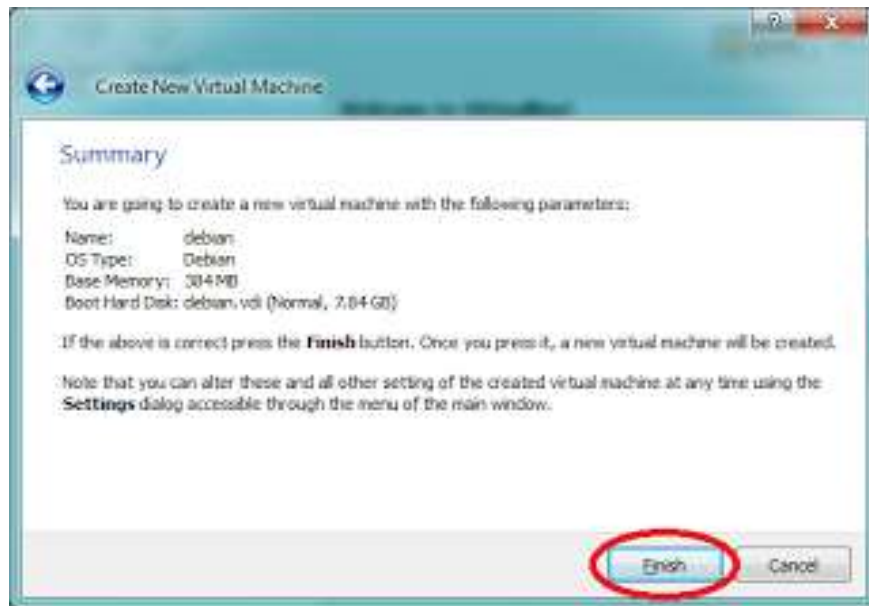 Create New Virtual Machine
Summary
You are going to create a new virtual machine with the following parameters:
Name: debian
OS Type: Debian
Base Memory: 384 MB
Boot Hard Disk: debian.vdi (Normal, 7.84 GB)
If the above is correct press the Finish button. Once you press it, a new virtual machine will be created.
Note that you can alter these and all other setting of the created virtual machine at any time using the
Settings dialog accessible through the menu of the main window.
Finish Cancel